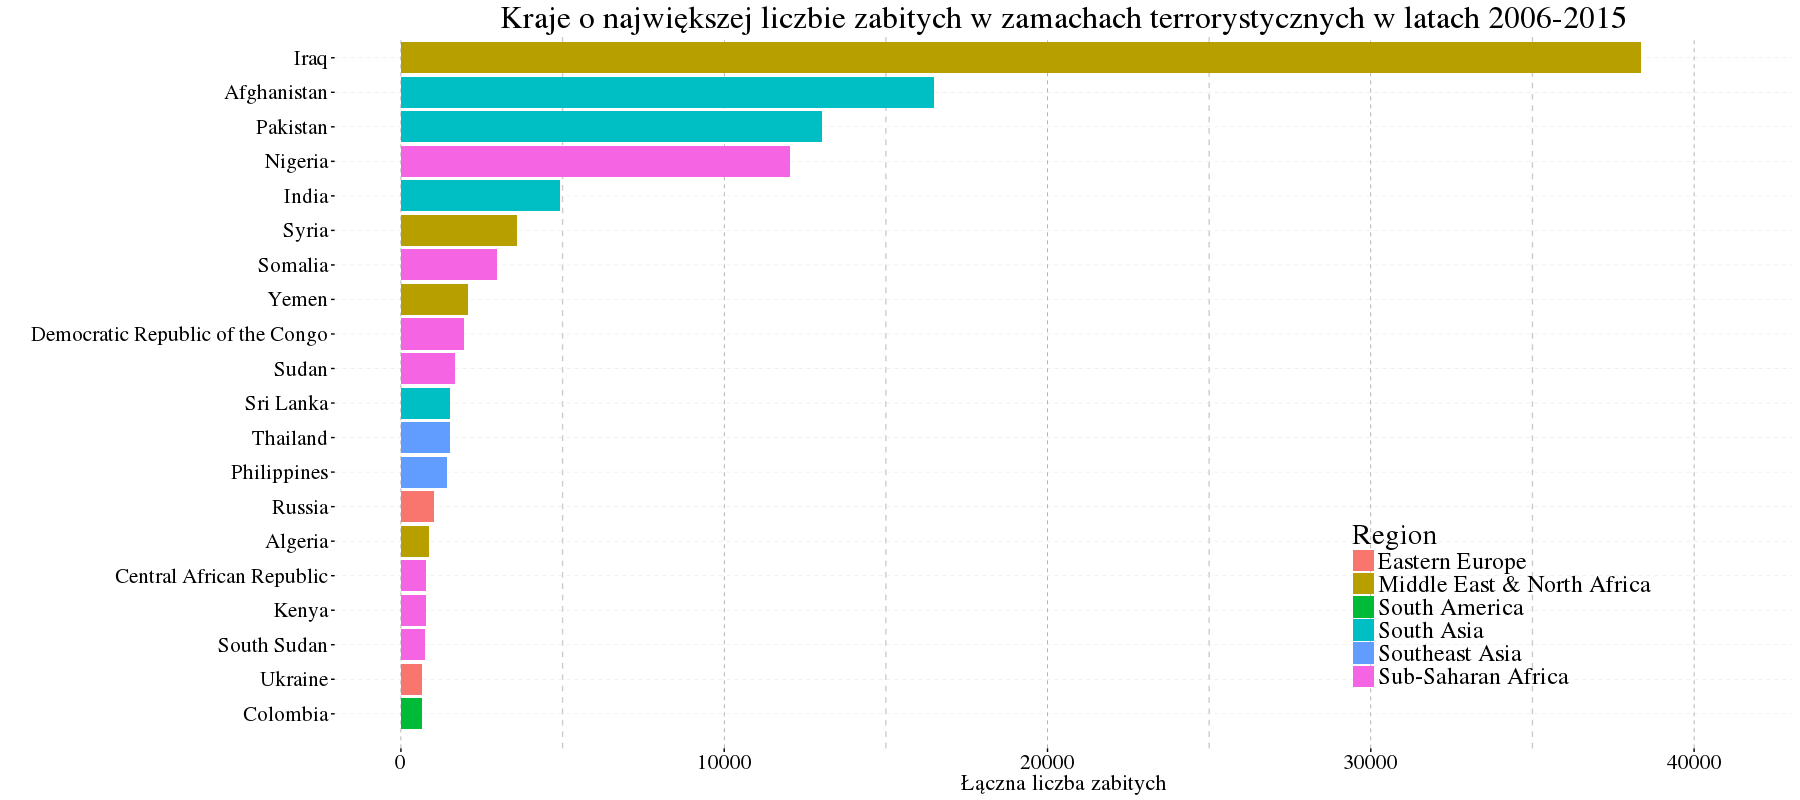 Kraje o największej liczbie zabitych w zamachach terrorystycznych w latach 2006-2015
Iraq
Afghanistan
Pakistan
Nigeria
India
Syria
Somalia
Yemen
Democratic Republic of the Congo
Sudan
Sri Lanka
Thailand
Philippines
Russia
Algeria
Central African Republic
Kenya
South Sudan
Ukraine
Colombia
Region
Eastern Europe
Middle East & North Africa
South America
South Asia
Southeast Asia
Sub-Saharan Africa
0 10000 20000 30000 40000
Łączna liczba zabitych